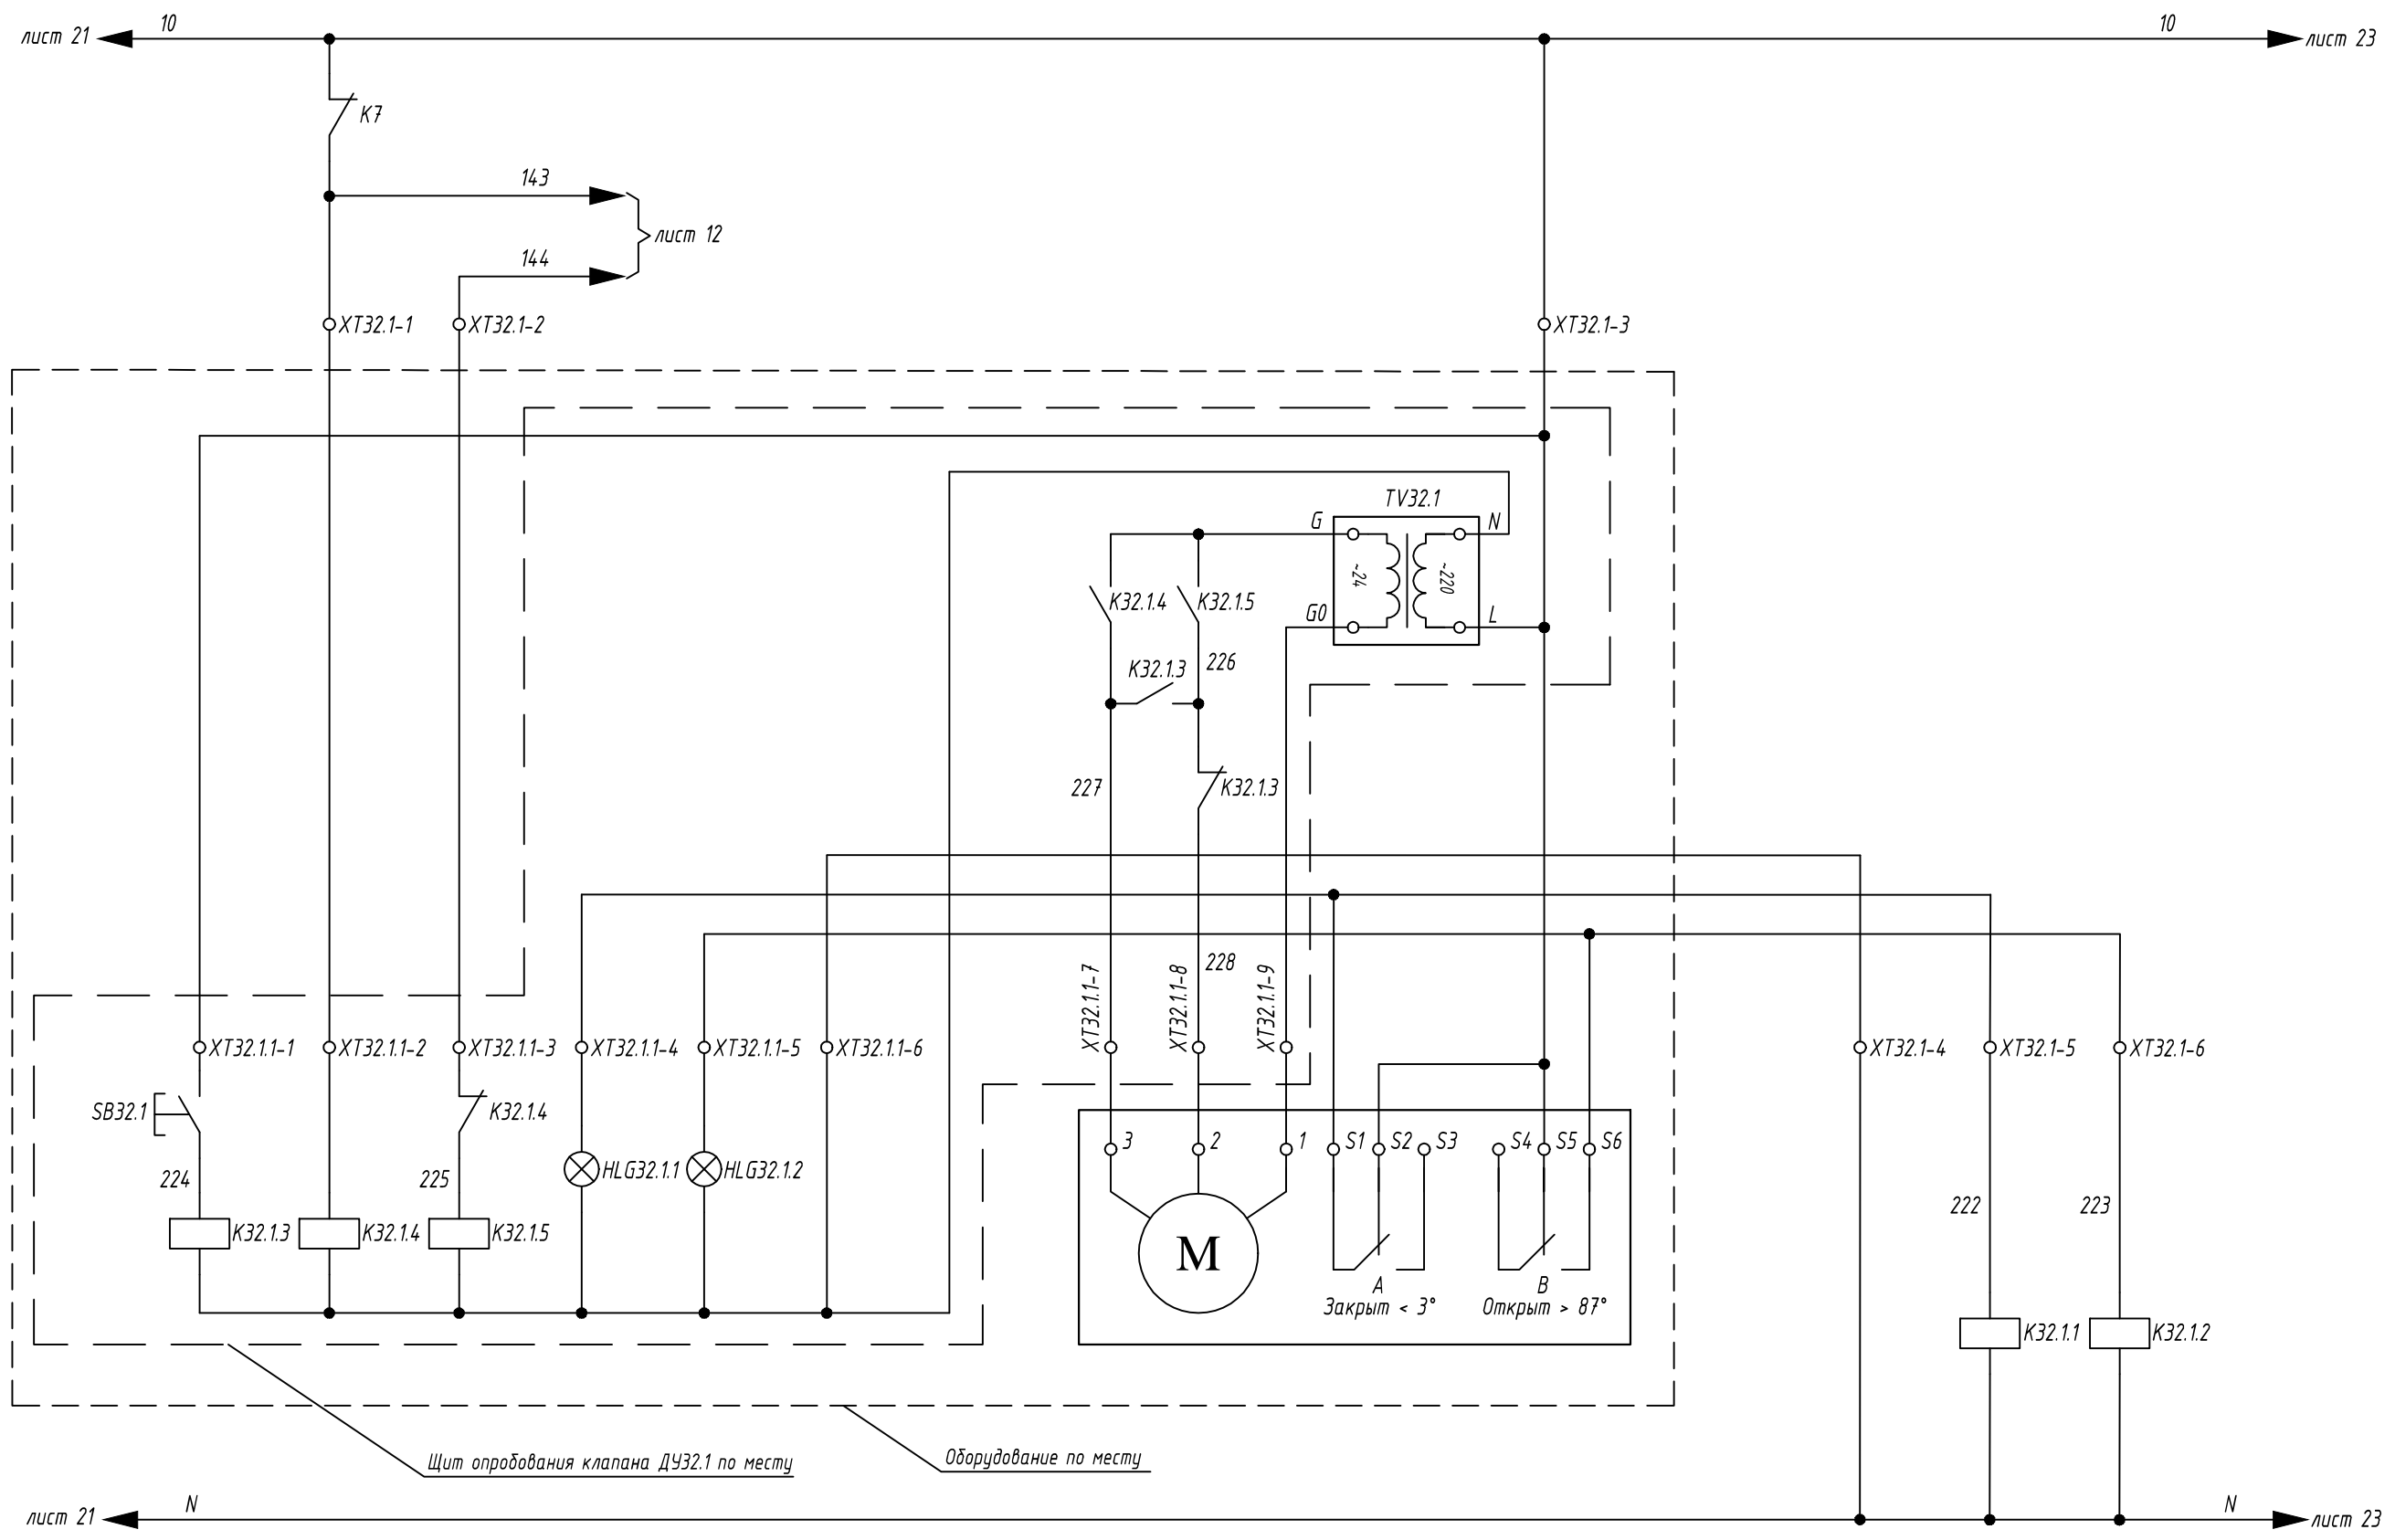 10
10
лист 21
лист 23
K7
143
лист 12
144
XT32.1-1
XT32.1-2
XT32.1-3
TV32.1
G
N
~24
~220
K32.1.4
K32.1.5
G0
L
K32.1.3
226
227
K32.1.3
228
XT32.1.1-7
XT32.1.1-8
XT32.1.1-9
XT32.1.1-1
XT32.1.1-2
XT32.1.1-3
XT32.1.1-4
XT32.1.1-5
XT32.1.1-6
XT32.1-4
XT32.1-5
XT32.1-6
SB32.1
K32.1.4
3
2
1
S1
S2
S3
S4
S5
S6
224
225
HLG32.1.1
HLG32.1.2
222
223
K32.1.3
K32.1.4
K32.1.5
M
A
Закрыт < 3°
B
Открыт > 87°
K32.1.1
K32.1.2
Щит опробования клапана ДУ32.1 по месту
Оборудование по месту
N
N
лист 21
лист 23